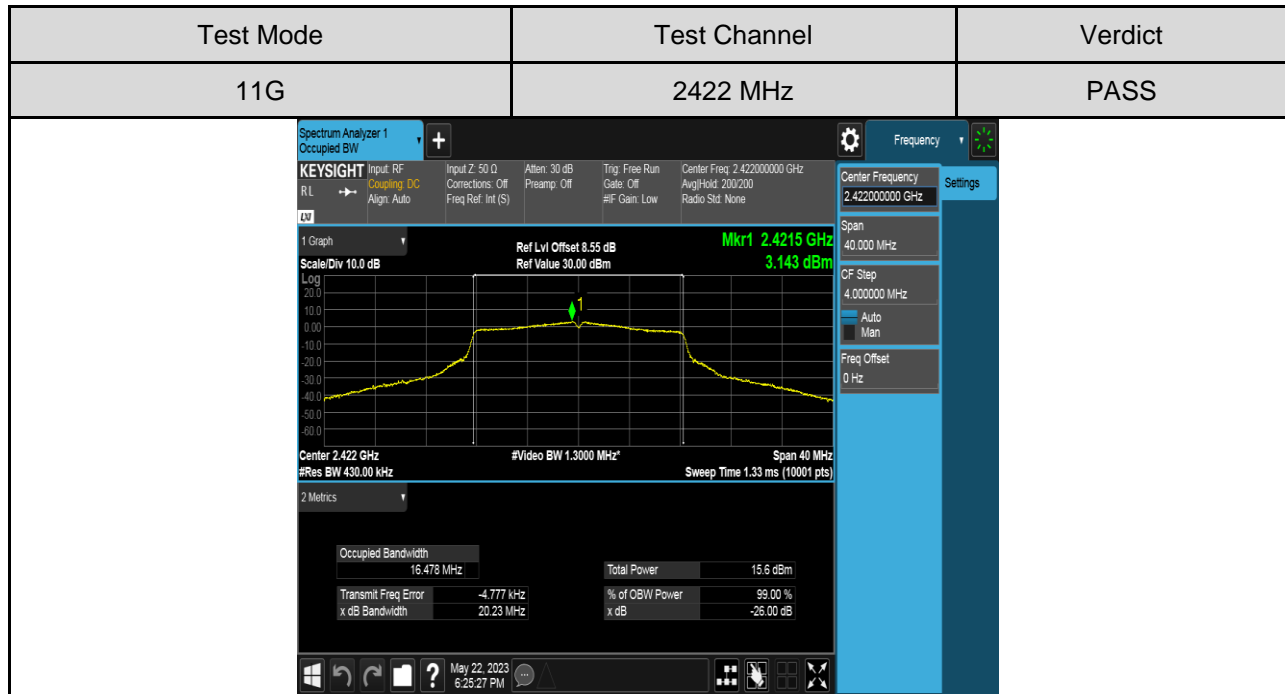 Test Mode Test Channel Verdict
11G 2422 MHz PASS
Spectrum Analyzer 1
Occupied BW
+
Frequency
KEYSIGHT
RL
LXI
Input: RF
Coupling: DC
Align: Auto
Input Z: 50 Ω
Corrections: Off
Freq Ref: Int (S)
Atten: 30 dB
Preamp: Off
Trig: Free Run
Gate: Off
#IF Gain: Low
Center Freq: 2.422000000 GHz
Avg|Hold: 200/200
Radio Std: None
Center Frequency
2.422000000 GHz
Settings
Span
40.000 MHz
CF Step
4.000000 MHz
Auto
Man
Freq Offset
0 Hz
1 Graph
Scale/Div 10.0 dB
Ref Lvl Offset 8.55 dB
Ref Value 30.00 dBm
Mkr1 2.4215 GHz
3.143 dBm
Log
20.0
10.0
0.00
-10.0
-20.0
-30.0
-40.0
-50.0
-60.0
1
Center 2.422 GHz
#Res BW 430.00 kHz
#Video BW 1.3000 MHz*
Span 40 MHz
Sweep Time 1.33 ms (10001 pts)
2 Metrics
Occupied Bandwidth
16.478 MHz
Total Power 15.6 dBm
Transmit Freq Error -4.777 kHz
% of OBW Power 99.00 %
x dB Bandwidth 20.23 MHz
x dB -26.00 dB
?
May 22, 2023
6:25:27 PM